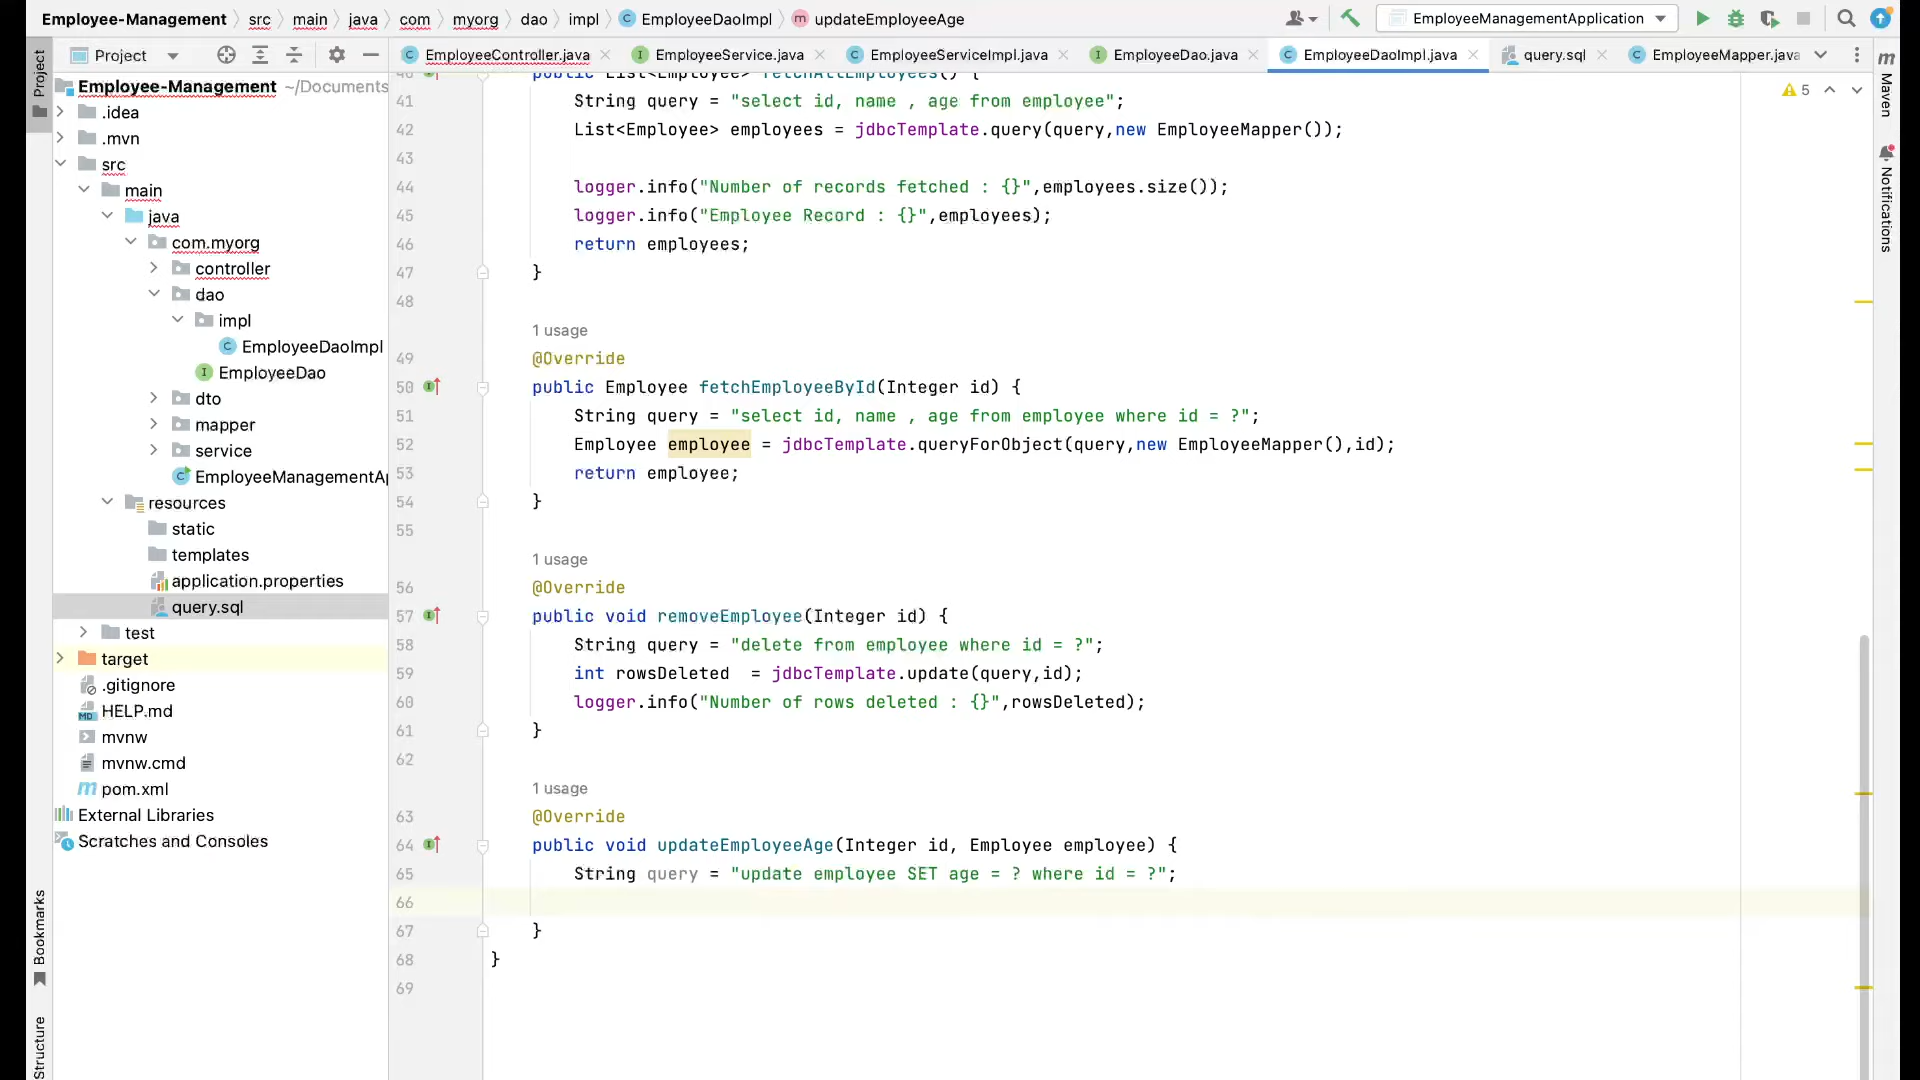 Employee-Management src main java com myorg dao impl EmployeeDaoImpl updateEmployeeAge EmployeeManagementApplication
Project EmployeeController.java EmployeeService.java EmployeeServiceImpl.java EmployeeDao.java EmployeeDaoImpl.java query.sql EmployeeMapper.java
Project
Bookmarks
Structure
Employee-Management ~/Documents
.idea
.mvn
src
main
java
com.myorg
controller
dao
impl
EmployeeDaoImpl
EmployeeDao
dto
mapper
service
EmployeeManagementAp
resources
static
templates
application.properties
query.sql
test
target
.gitignore
HELP.md
mvnw
mvnw.cmd
pom.xml
External Libraries
Scratches and Consoles
40 public List<Employee> fetchAllEmployees() {
41 String query = "select id, name , age from employee";
42 List<Employee> employees = jdbcTemplate.query(query,new EmployeeMapper());
43
44 logger.info("Number of records fetched : {}",employees.size());
45 logger.info("Employee Record : {}",employees);
46 return employees;
47 }
48
1 usage
49 @Override
50 public Employee fetchEmployeeById(Integer id) {
51 String query = "select id, name , age from employee where id = ?";
52 Employee employee = jdbcTemplate.queryForObject(query,new EmployeeMapper(),id);
53 return employee;
54 }
55
1 usage
56 @Override
57 public void removeEmployee(Integer id) {
58 String query = "delete from employee where id = ?";
59 int rowsDeleted = jdbcTemplate.update(query,id);
60 logger.info("Number of rows deleted : {}",rowsDeleted);
61 }
62
1 usage
63 @Override
64 public void updateEmployeeAge(Integer id, Employee employee) {
65 String query = "update employee SET age = ? where id = ?";
66
67 }
68 }
69
5
Maven
Notifications